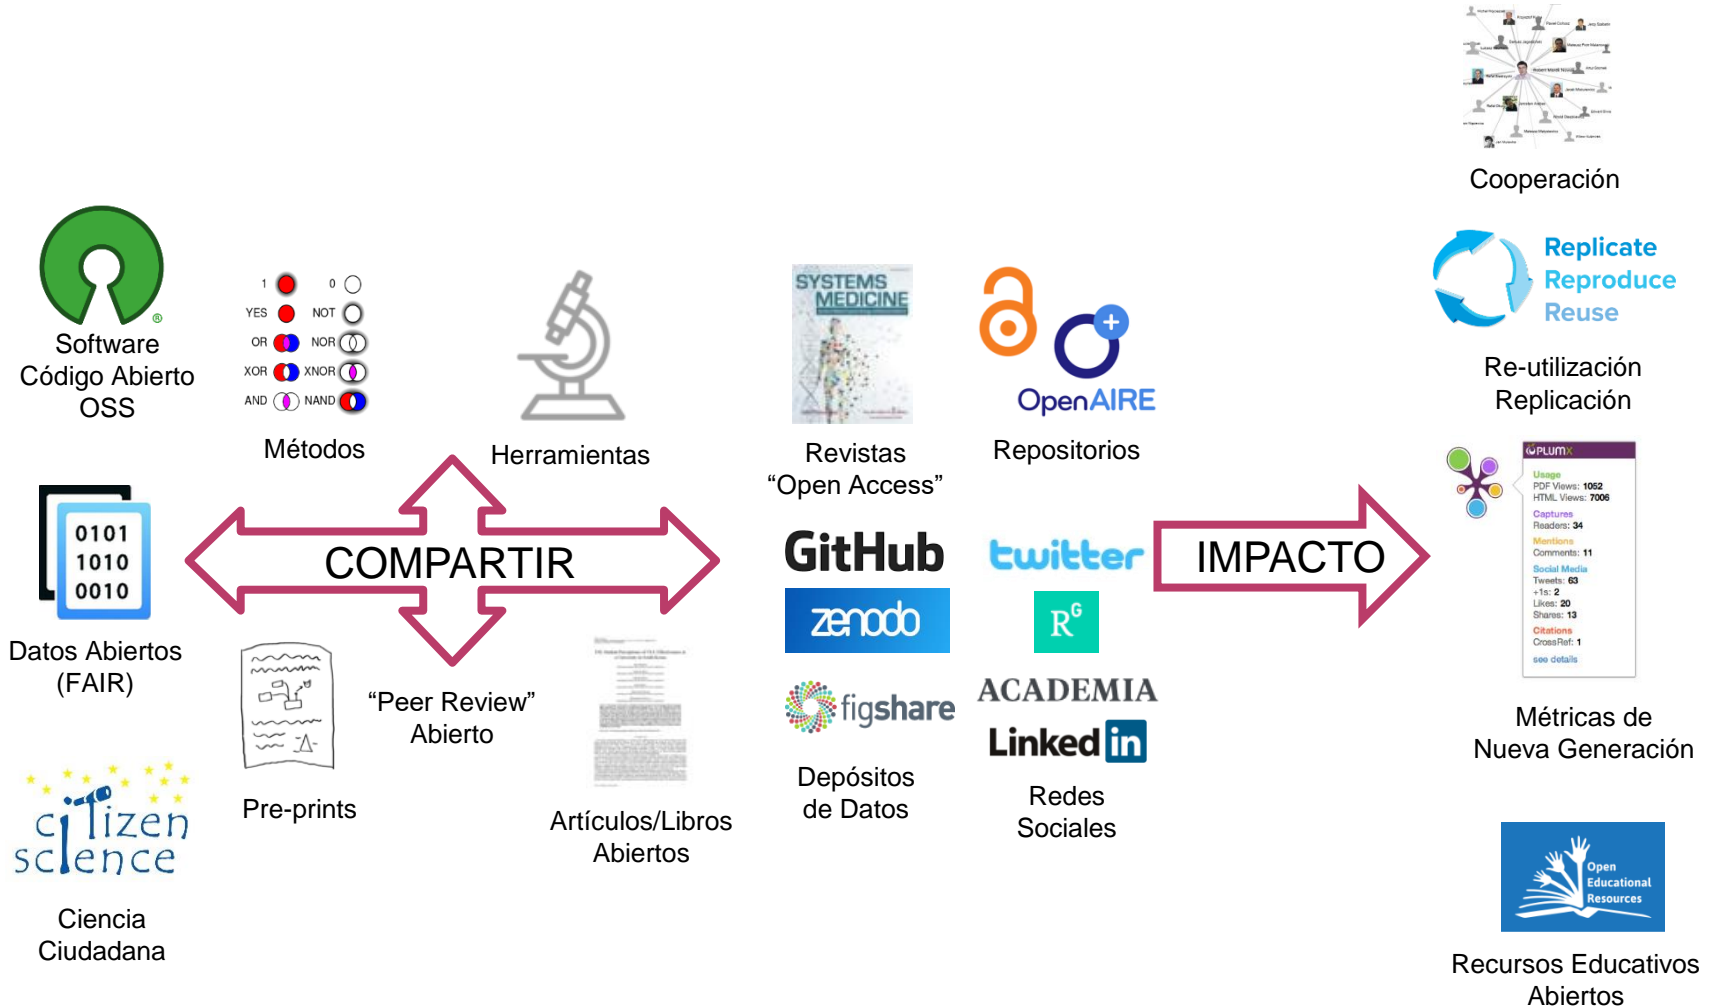 Cooperación
Replicate
Reproduce
Reuse
Re-utilización
Replicación
®
Software
Código Abierto
OSS
1 0
YES NOT
OR NOR
XOR XNOR
AND NAND
Métodos
Herramientas
SYSTEMS
MEDICINE
Revistas
“Open Access”
OpenAIRE
Repositorios
0101
1010
0010
Datos Abiertos
(FAIR)
COMPARTIR
GitHub
zenodo
figshare
Depósitos
de Datos
twitter
RG
ACADEMIA
Linked in
Redes
Sociales
IMPACTO
PLUMX
Usage
PDF Views: 1052
HTML Views: 7006
Captures
Readers: 34
Mentions
Comments: 11
Social Media
Tweets: 63
+1s: 2
Likes: 20
Shares: 13
Citations
CrossRef: 1
see details
Métricas de
Nueva Generación
Pre-prints
“Peer Review”
Abierto
Artículos/Libros
Abiertos
citizen
science
Ciencia
Ciudadana
Open
Educational
Resources
Recursos Educativos
Abiertos